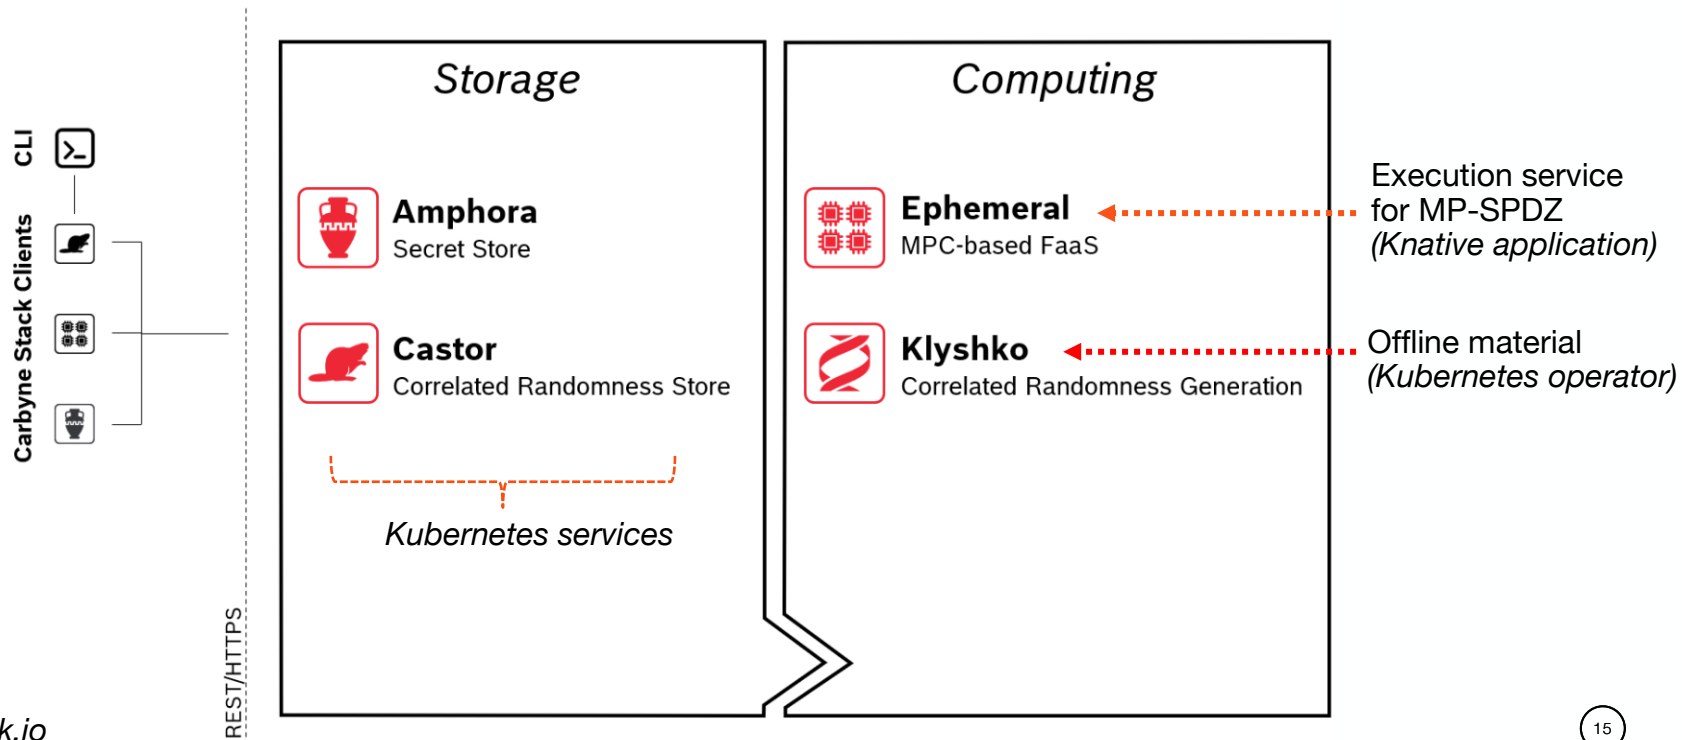 CLI
Carbyne Stack Clients
REST/HTTPS
Storage
Amphora
Secret Store
Castor
Correlated Randomness Store
Kubernetes services
Computing
Ephemeral
MPC-based FaaS
Klyshko
Correlated Randomness Generation
Execution service
for MP-SPDZ
(Knative application)
Offline material
(Kubernetes operator)
k.io
15